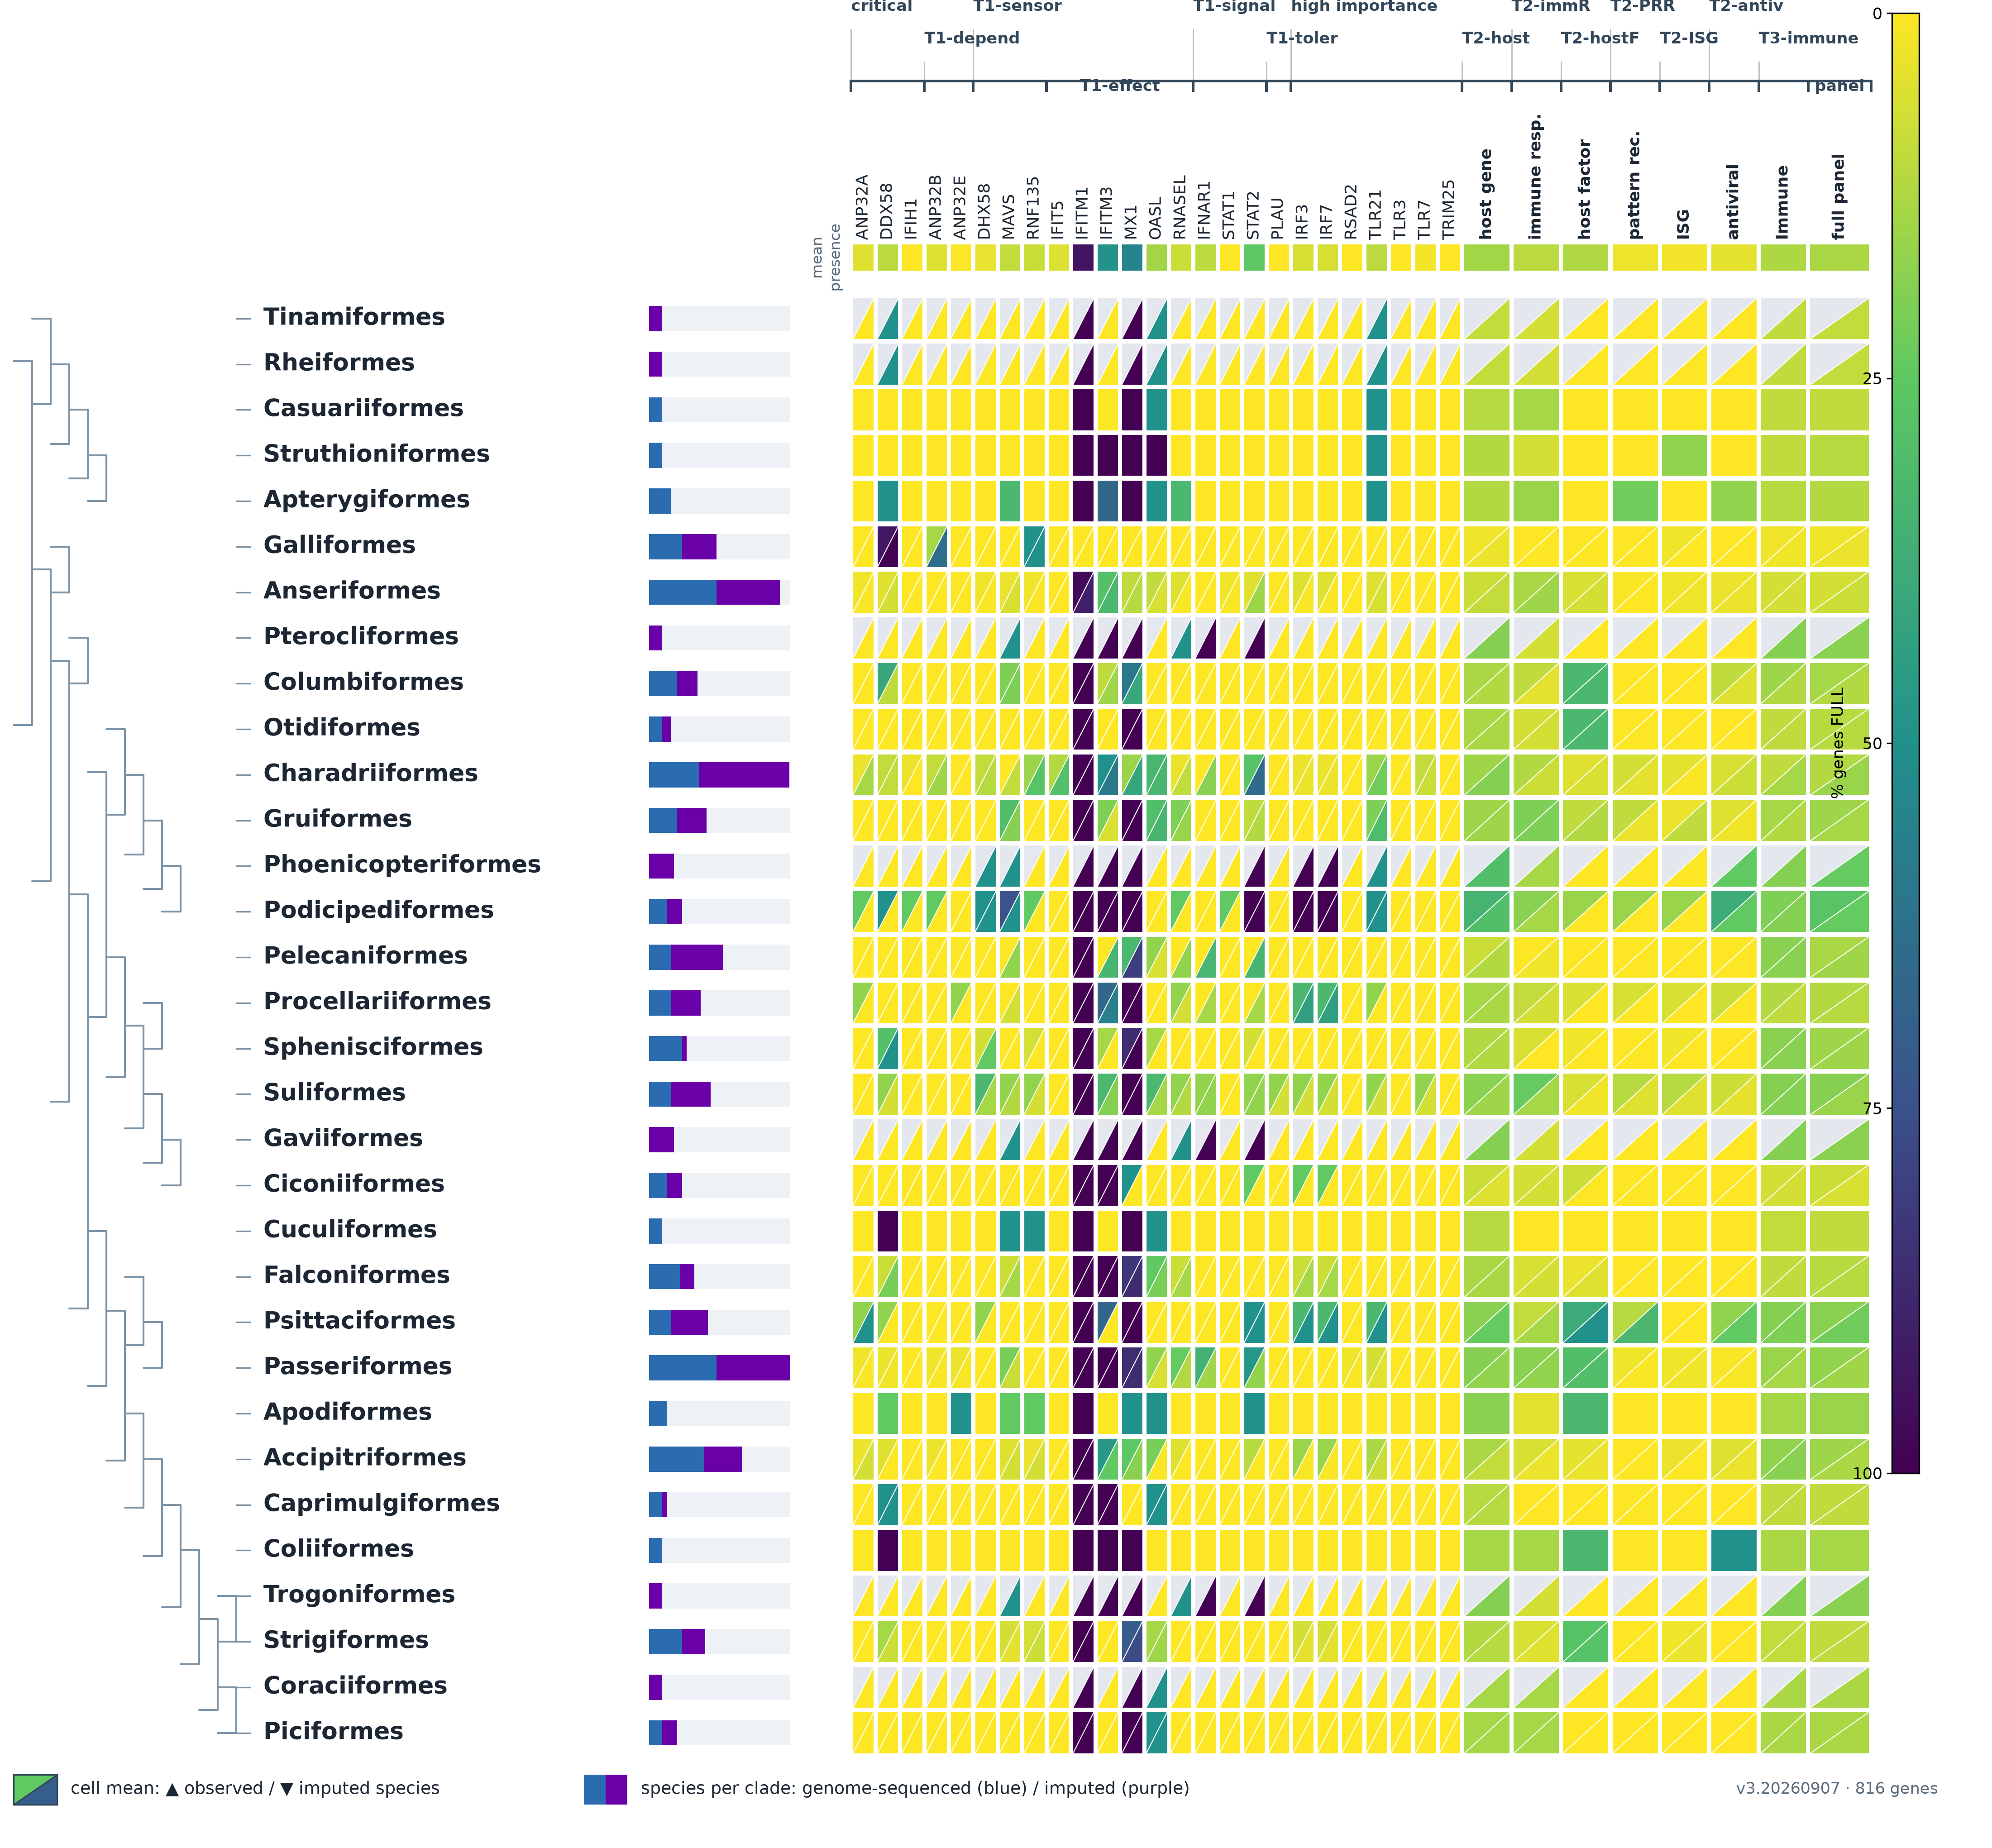 critical T1-sensor T1-signal high importance T2-immR T2-PRR T2-antiv
T1-depend T1-toler T2-host T2-hostF T2-ISG T3-immune
T1-effect panel
ANP32A DDX58 IFIH1 ANP32B ANP32E DHX58 MAVS RNF135 IFIT5 IFITM1 IFITM3 MX1 OASL RNASEL IFNAR1 STAT1 STAT2 PLAU IRF3 IRF7 RSAD2 TLR21 TLR3 TLR7 TRIM25 host gene immune resp. host factor pattern rec. ISG antiviral Immune full panel
mean
presence
Tinamiformes
Rheiformes
Casuariiformes
Struthioniformes
Apterygiformes
Galliformes
Anseriformes
Pterocliformes
Columbiformes
Otidiformes
Charadriiformes
Gruiformes
Phoenicopteriformes
Podicipediformes
Pelecaniformes
Procellariiformes
Sphenisciformes
Suliformes
Gaviiformes
Ciconiiformes
Cuculiformes
Falconiformes
Psittaciformes
Passeriformes
Apodiformes
Accipitriformes
Caprimulgiformes
Coliiformes
Trogoniformes
Strigiformes
Coraciiformes
Piciformes
0
25
50
75
100
% genes FULL
cell mean: ▲ observed / ▼ imputed species
species per clade: genome-sequenced (blue) / imputed (purple)
v3.20260907 · 816 genes